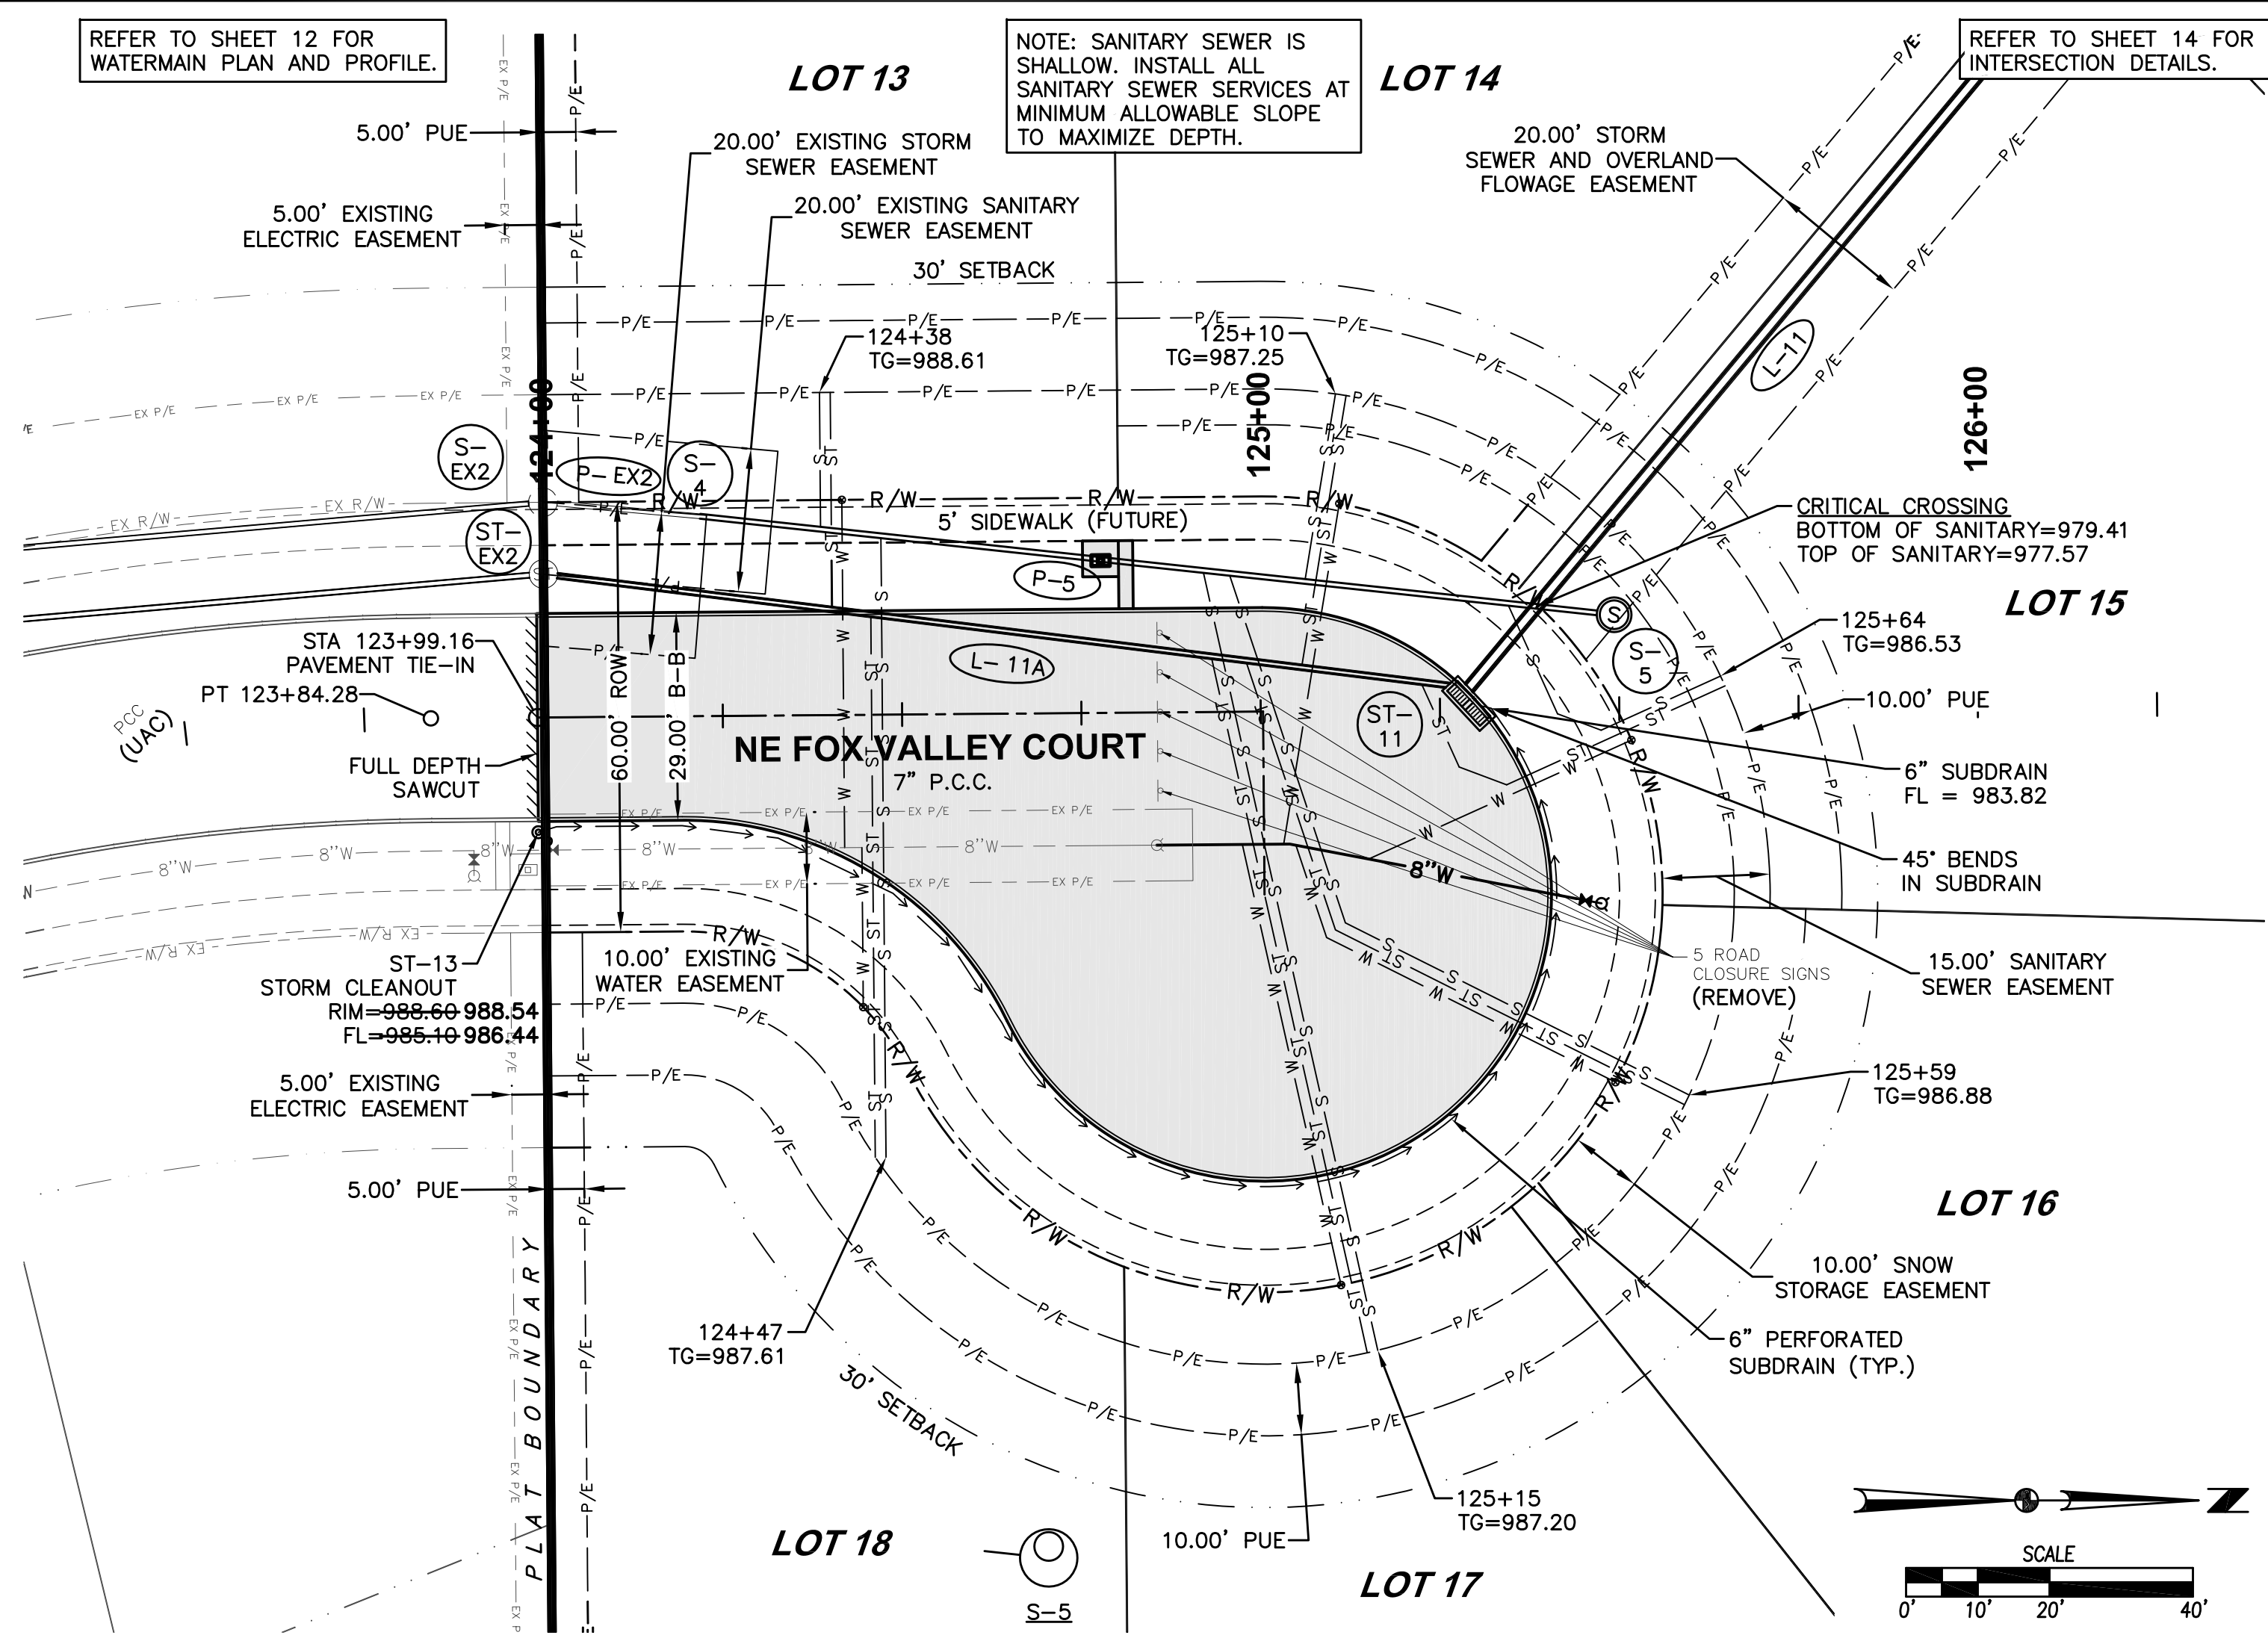 REFER TO SHEET 12 FOR
WATERMAIN PLAN AND PROFILE.
LOT 13
NOTE: SANITARY SEWER IS
SHALLOW. INSTALL ALL
SANITARY SEWER SERVICES AT
MINIMUM ALLOWABLE SLOPE
TO MAXIMIZE DEPTH.
LOT 14
REFER TO SHEET 14 FOR
INTERSECTION DETAILS.
5.00' PUE
20.00' EXISTING STORM
SEWER EASEMENT
20.00' STORM
SEWER AND OVERLAND
FLOWAGE EASEMENT
5.00' EXISTING
ELECTRIC EASEMENT
20.00' EXISTING SANITARY
SEWER EASEMENT
30' SETBACK
124+38
TG=988.61
125+10
TG=987.25
L-11
124+00
125+00
126+00
S-
EX2
P-EX2
S-
4
R/W
R/W
R/W
R/W
EX R/W
EX R/W
5' SIDEWALK (FUTURE)
CRITICAL CROSSING
BOTTOM OF SANITARY=979.41
TOP OF SANITARY=977.57
ST-
EX2
P-5
LOT 15
S
S-
5
125+64
TG=986.53
STA 123+99.16
PAVEMENT TIE-IN
L-11A
PT 123+84.28
10.00' PUE
PCC
(UAC)
60.00' ROW
29.00' B-B
ST-
11
NE FOX VALLEY COURT
7" P.C.C.
FULL DEPTH
SAWCUT
6" SUBDRAIN
FL = 983.82
8"W
8"W
8"W
8"W
8"W
8"W
45° BENDS
IN SUBDRAIN
EX R/W
EX R/W
R/W
10.00' EXISTING
WATER EASEMENT
5 ROAD
CLOSURE SIGNS
(REMOVE)
15.00' SANITARY
SEWER EASEMENT
ST-13
STORM CLEANOUT
RIM=988.60 988.54
FL=985.10 986.44
5.00' EXISTING
ELECTRIC EASEMENT
125+59
TG=986.88
5.00' PUE
LOT 16
10.00' SNOW
STORAGE EASEMENT
124+47
TG=987.61
6" PERFORATED
SUBDRAIN (TYP.)
30' SETBACK
PLAT BOUNDARY
125+15
TG=987.20
LOT 18
10.00' PUE
LOT 17
S-5
SCALE
0' 10' 20' 40'